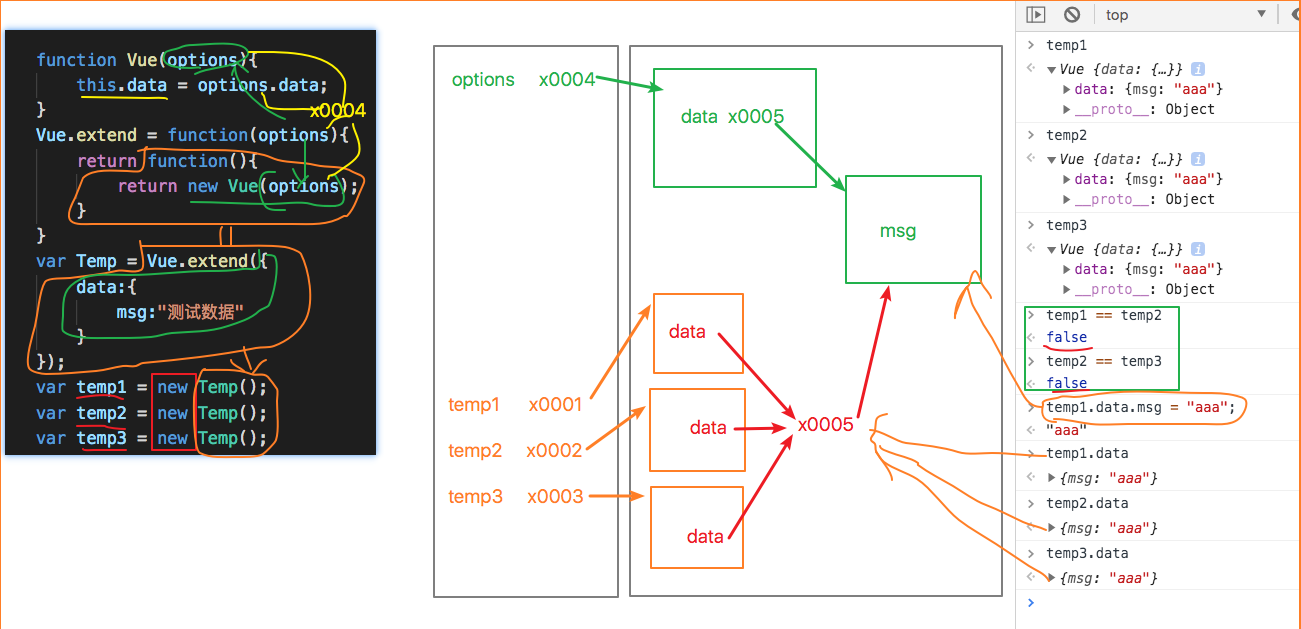 function Vue(options){
this.data = options.data;
x0004
}
Vue.extend = function(options){
return function(){
return new Vue(options);
}
}
var Temp = Vue.extend({
data:{
msg:"测试数据"
}
});
var temp1 = new Temp();
var temp2 = new Temp();
var temp3 = new Temp();
options x0004
data x0005
msg
data
temp1 x0001
data
x0005
temp2 x0002
temp3 x0003
data
top
temp1
Vue {data: {…}} i
data: {msg: "aaa"}
__proto__: Object
temp2
Vue {data: {…}} i
data: {msg: "aaa"}
__proto__: Object
temp3
Vue {data: {…}} i
data: {msg: "aaa"}
__proto__: Object
temp1 == temp2
false
temp2 == temp3
false
temp1.data.msg = "aaa";
"aaa"
temp1.data
{msg: "aaa"}
temp2.data
{msg: "aaa"}
temp3.data
{msg: "aaa"}